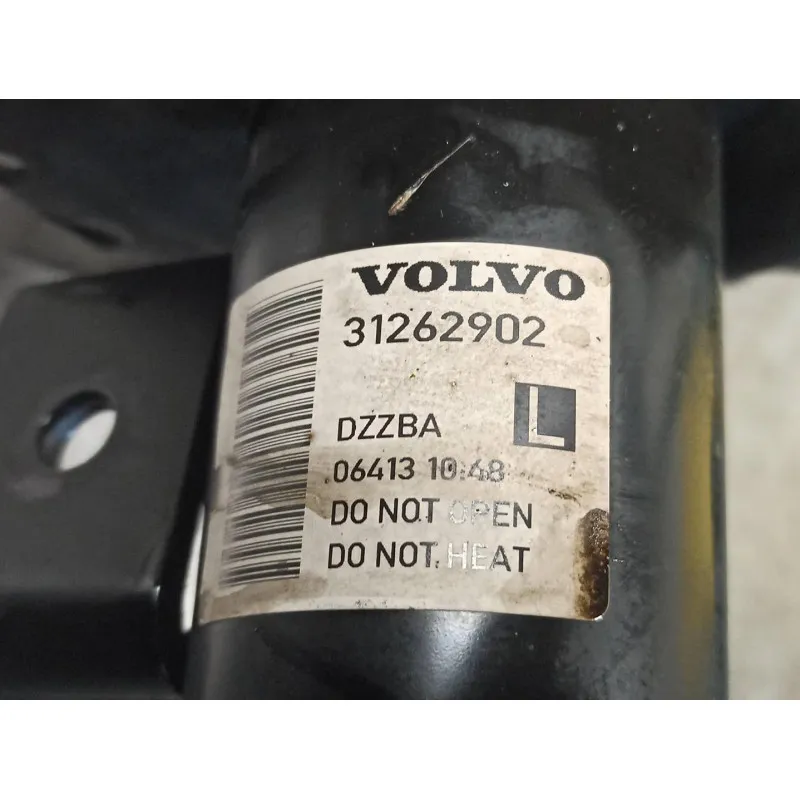 VOLVO
31262902
DZZBA L
06413 10:48
DO NOT OPEN
DO NOT HEAT